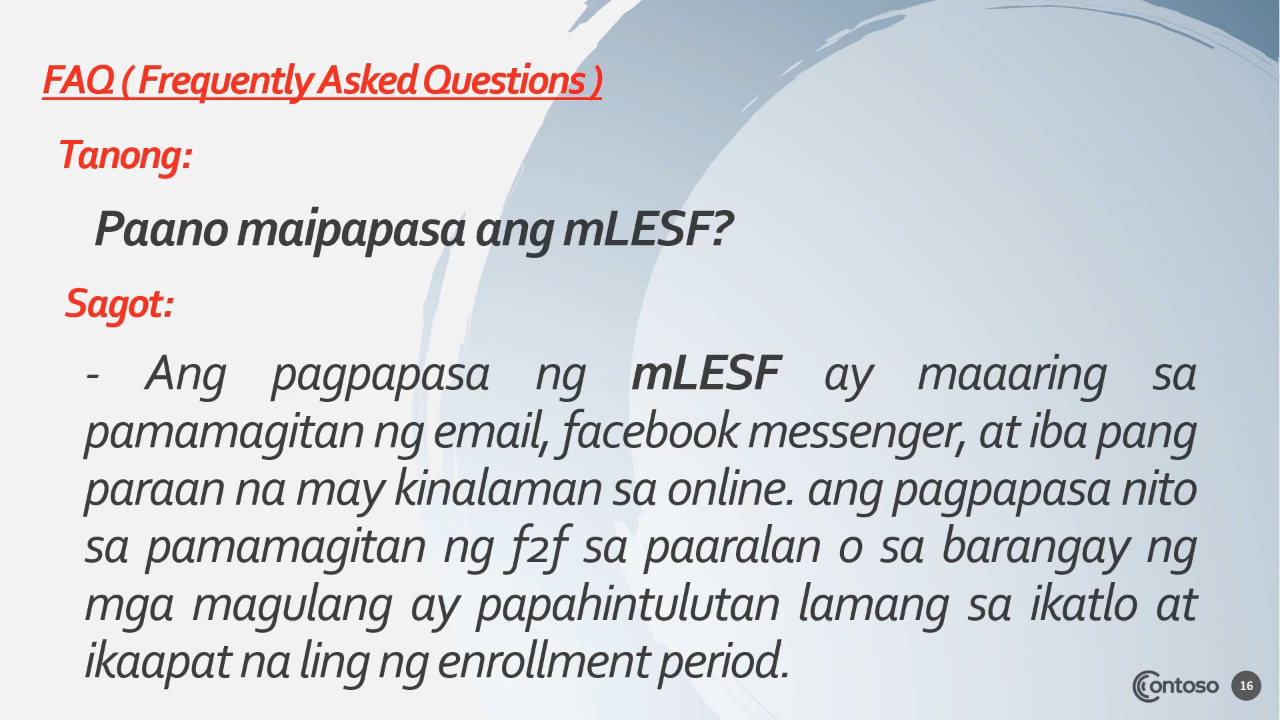 FAQ ( Frequently Asked Questions )
Tanong:
Paano maipapasa ang mLESF?
Sagot:
- Ang pagpapasa ng mLESF ay maaaring sa
pamamagitan ng email, facebook messenger, at iba pang
paraan na may kinalaman sa online. ang pagpapasa nito
sa pamamagitan ng f2f sa paaralan o sa barangay ng
mga magulang ay papahintulutan lamang sa ikatlo at
ikaapat na ling ng enrollment period.
Contoso
16